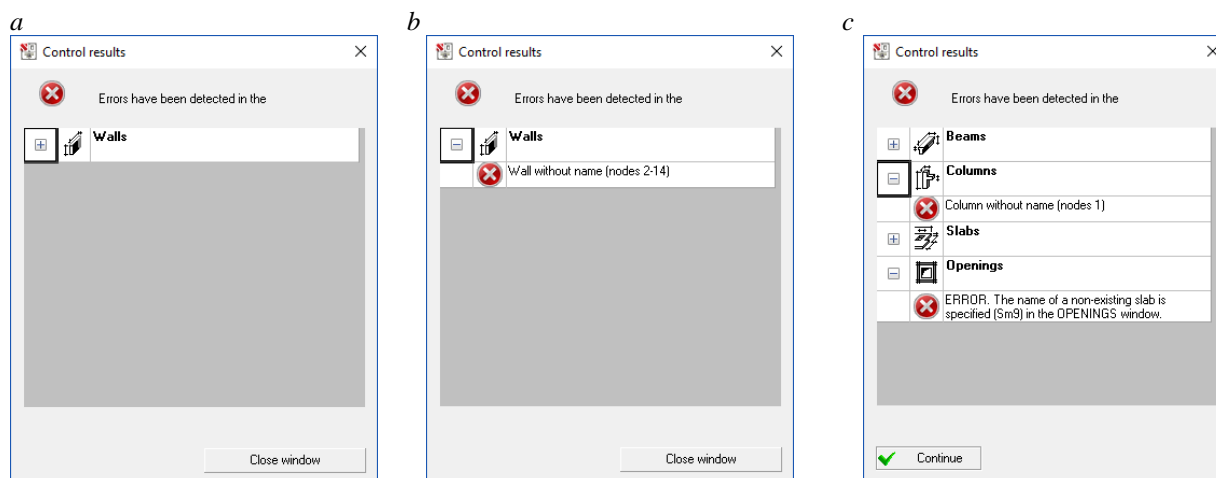 a
Control results
Errors have been detected in the
Walls
Close window
b
Control results
Errors have been detected in the
Walls
Wall without name (nodes 2-14)
Close window
c
Control results
Errors have been detected in the
Beams
Columns
Column without name (nodes 1)
Slabs
Openings
ERROR. The name of a non-existing slab is
specified (Sm9) in the OPENINGS window.
Continue